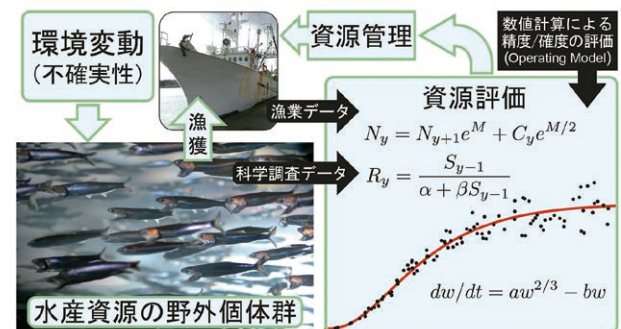 環境変動
(不確実性)
資源管理
数値計算による
精度/確度の評価
(Operating Model)
漁獲
漁業データ
科学調査データ
資源評価
N_y = N_{y+1}e^M + C_y e^{M/2}
R_y = \frac{S_{y-1}}{α + βS_{y-1}}
dw/dt = aw^{2/3} − bw
水産資源の野外個体群